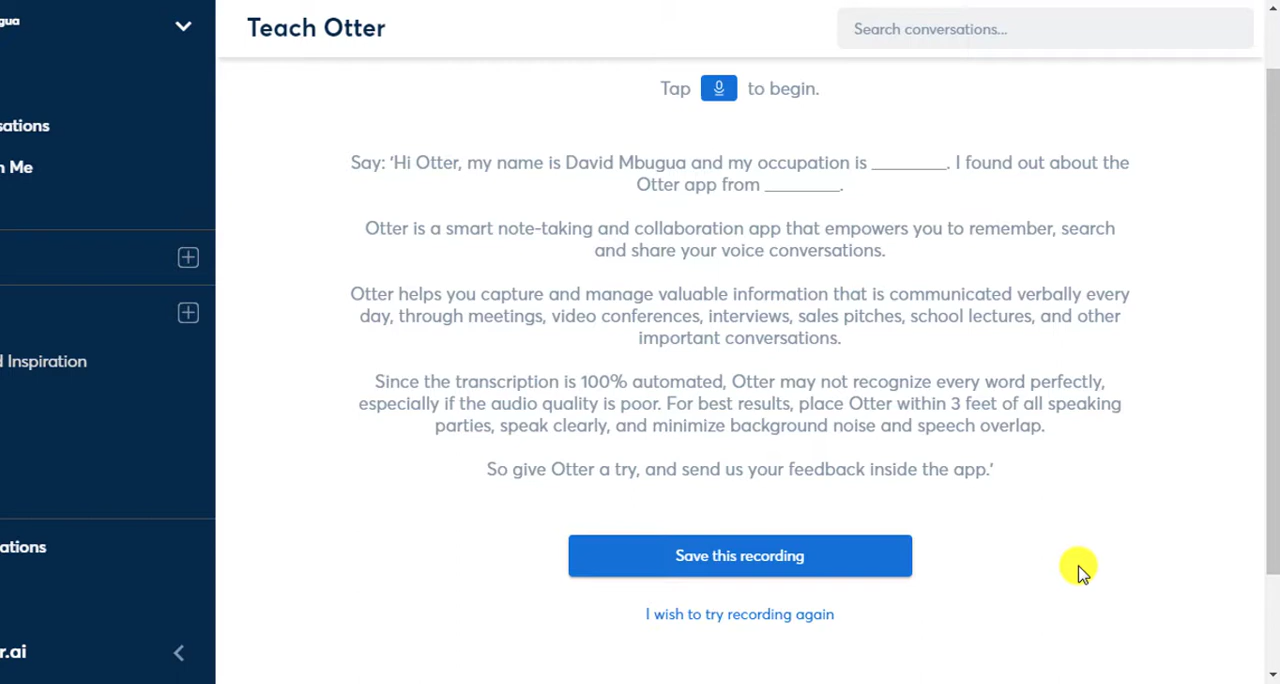 gua
Teach Otter
Search conversations...
Tap to begin.
sations
n Me
d Inspiration
ations
r.ai
Say: 'Hi Otter, my name is David Mbugua and my occupation is ________. I found out about the
Otter app from ________.
Otter is a smart note-taking and collaboration app that empowers you to remember, search
and share your voice conversations.
Otter helps you capture and manage valuable information that is communicated verbally every
day, through meetings, video conferences, interviews, sales pitches, school lectures, and other
important conversations.
Since the transcription is 100% automated, Otter may not recognize every word perfectly,
especially if the audio quality is poor. For best results, place Otter within 3 feet of all speaking
parties, speak clearly, and minimize background noise and speech overlap.
So give Otter a try, and send us your feedback inside the app.'
Save this recording
I wish to try recording again